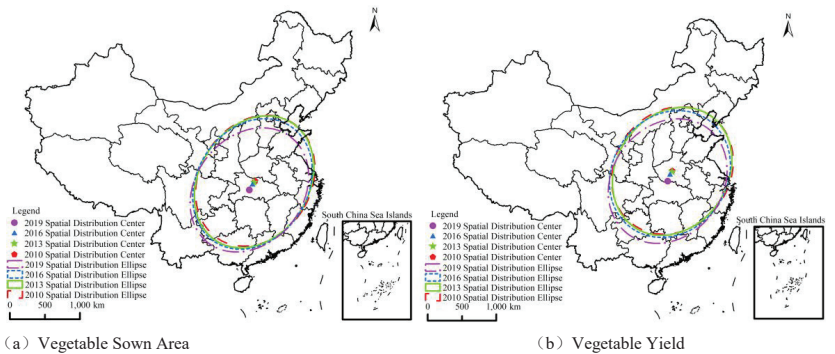 N
Legend
2019 Spatial Distribution Center
2016 Spatial Distribution Center
2013 Spatial Distribution Center
2010 Spatial Distribution Center
2019 Spatial Distribution Ellipse
2016 Spatial Distribution Ellipse
2013 Spatial Distribution Ellipse
2010 Spatial Distribution Ellipse
0 500 1,000 km
South China Sea Islands
（a）Vegetable Sown Area
N
Legend
2019 Spatial Distribution Center
2016 Spatial Distribution Center
2013 Spatial Distribution Center
2010 Spatial Distribution Center
2019 Spatial Distribution Ellipse
2016 Spatial Distribution Ellipse
2013 Spatial Distribution Ellipse
2010 Spatial Distribution Ellipse
0 500 1,000 km
South China Sea Islands
（b）Vegetable Yield